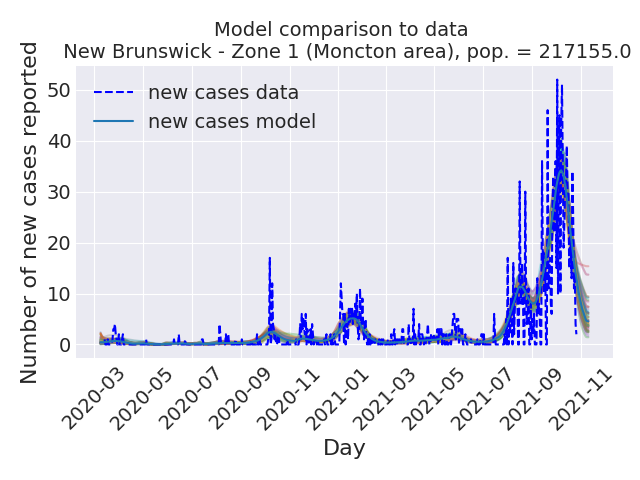 Model comparison to data
New Brunswick - Zone 1 (Moncton area), pop. = 217155.0
Number of new cases reported
50
40
30
20
10
0
new cases data
new cases model
2020-03
2020-05
2020-07
2020-09
2020-11
2021-01
2021-03
2021-05
2021-07
2021-09
2021-11
Day